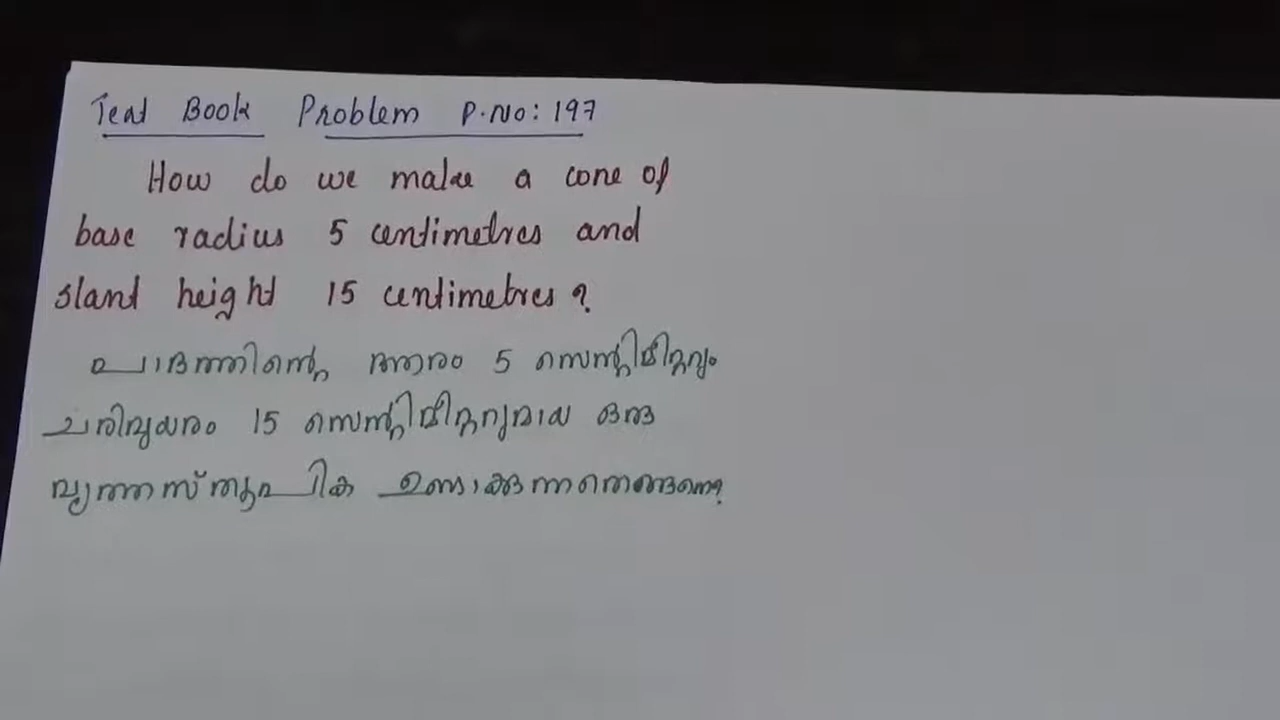 Text Book Problem P.No: 197
How do we make a cone of
base radius 5 centimetres and
slant height 15 centimetres?
പാദത്തിന്റെ ആരം 5 സെന്റിമീറ്ററും
ചരിവുയരം 15 സെന്റിമീറ്ററുമായ ഒരു
വൃത്തസ്തൂപിക ഉണ്ടാക്കുന്നതെങ്ങനെ?